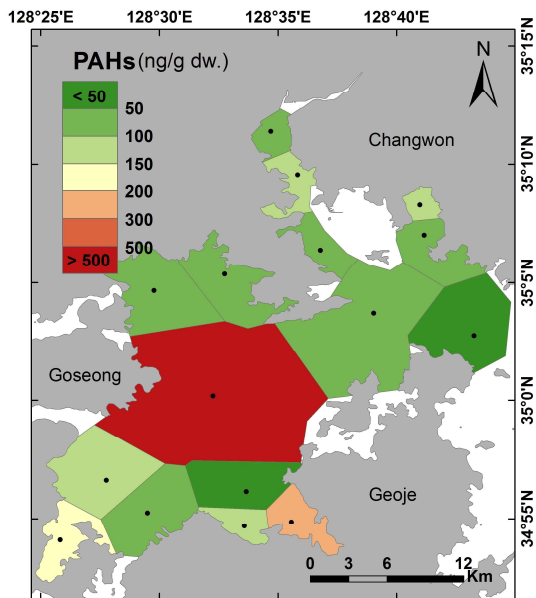 128°25'E 128°30'E 128°35'E 128°40'E
PAHs (ng/g dw.)
< 50
50
100
150
200
300
500
> 500
N
Changwon
Goseong
Geoje
35°15'N
35°10'N
35°5'N
35°0'N
34°55'N
0 3 6 12
Km